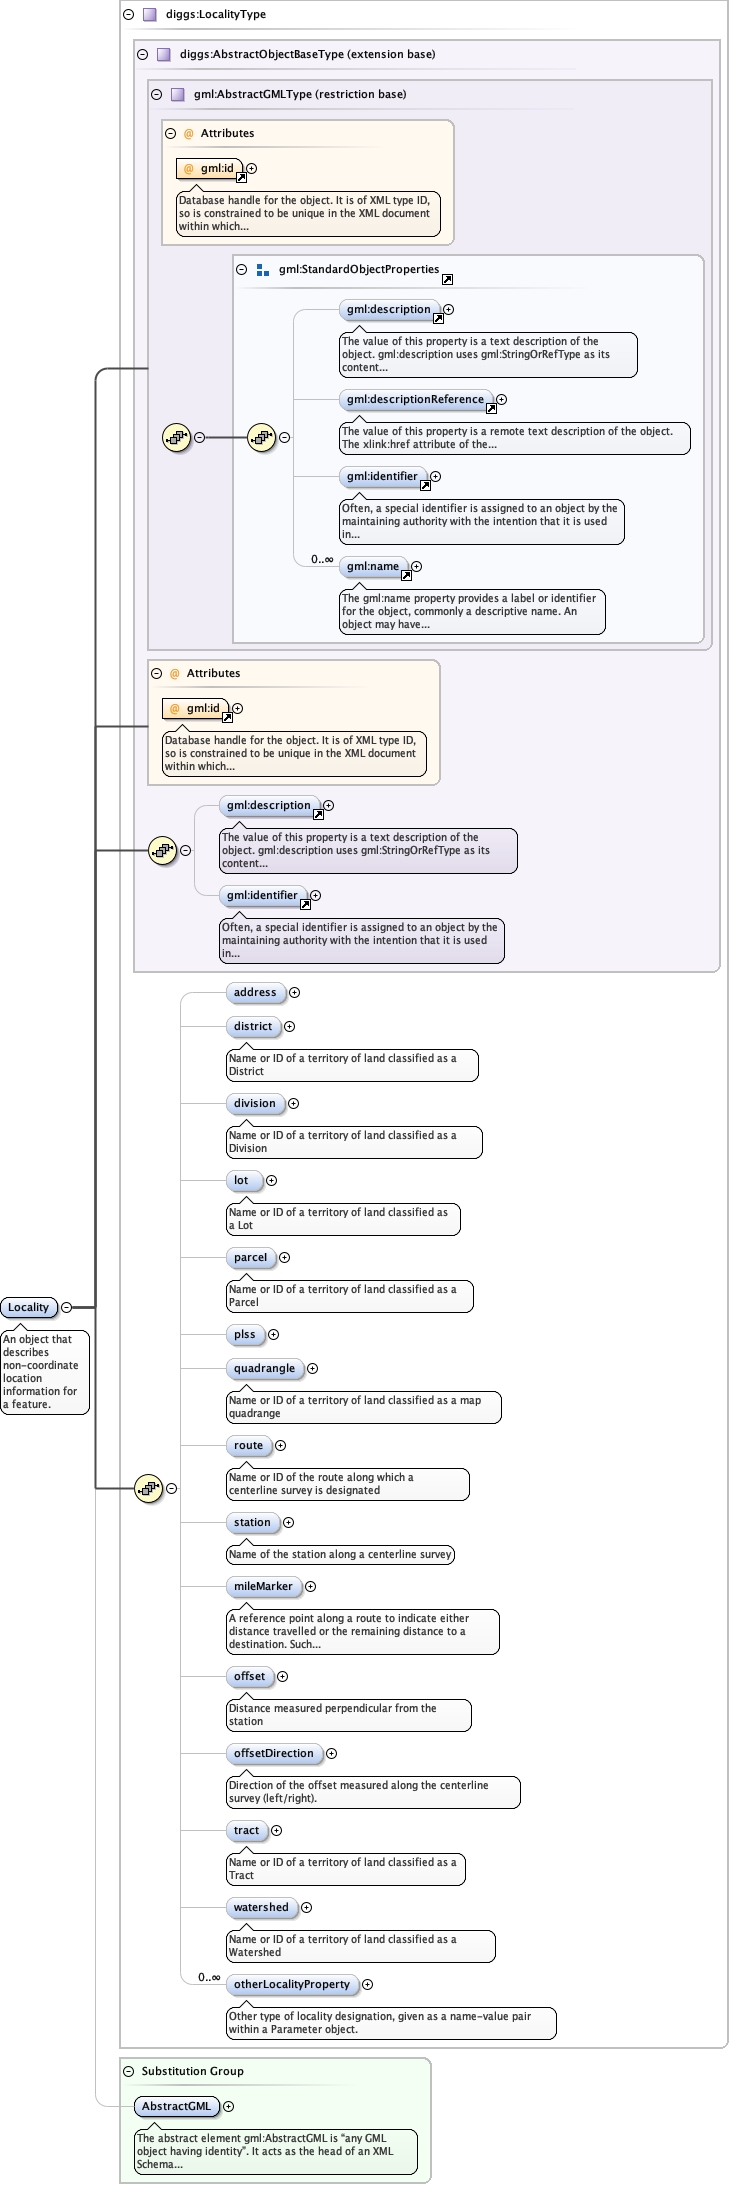 diggs:LocalityType
diggs:AbstractObjectBaseType (extension base)
gml:AbstractGMLType (restriction base)
@ Attributes
@ gml:id
Database handle for the object. It is of XML type ID,
so is constrained to be unique in the XML document
within which...
gml:StandardObjectProperties
gml:description
The value of this property is a text description of the
object. gml:description uses gml:StringOrRefType as its
content...
gml:descriptionReference
The value of this property is a remote text description of the object.
The xlink:href attribute of the...
gml:identifier
Often, a special identifier is assigned to an object by the
maintaining authority with the intention that it is used
in...
0..∞
gml:name
The gml:name property provides a label or identifier
for the object, commonly a descriptive name. An
object may have...
@ Attributes
@ gml:id
Database handle for the object. It is of XML type ID,
so is constrained to be unique in the XML document
within which...
gml:description
The value of this property is a text description of the
object. gml:description uses gml:StringOrRefType as its
content...
gml:identifier
Often, a special identifier is assigned to an object by the
maintaining authority with the intention that it is used
in...
address
district
Name or ID of a territory of land classified as a
District
division
Name or ID of a territory of land classified as a
Division
lot
Name or ID of a territory of land classified as
a Lot
parcel
Name or ID of a territory of land classified as a
Parcel
Locality
An object that
describes
non-coordinate
location
information for
a feature.
plss
quadrangle
Name or ID of a territory of land classified as a map
quadrange
route
Name or ID of the route along which a
centerline survey is designated
station
Name of the station along a centerline survey
mileMarker
A reference point along a route to indicate either
distance travelled or the remaining distance to a
destination. Such...
offset
Distance measured perpendicular from the
station
offsetDirection
Direction of the offset measured along the centerline
survey (left/right).
tract
Name or ID of a territory of land classified as a
Tract
watershed
Name or ID of a territory of land classified as a
Watershed
0..∞
otherLocalityProperty
Other type of locality designation, given as a name-value pair
within a Parameter object.
Substitution Group
AbstractGML
The abstract element gml:AbstractGML is "any GML
object having identity". It acts as the head of an XML
Schema...